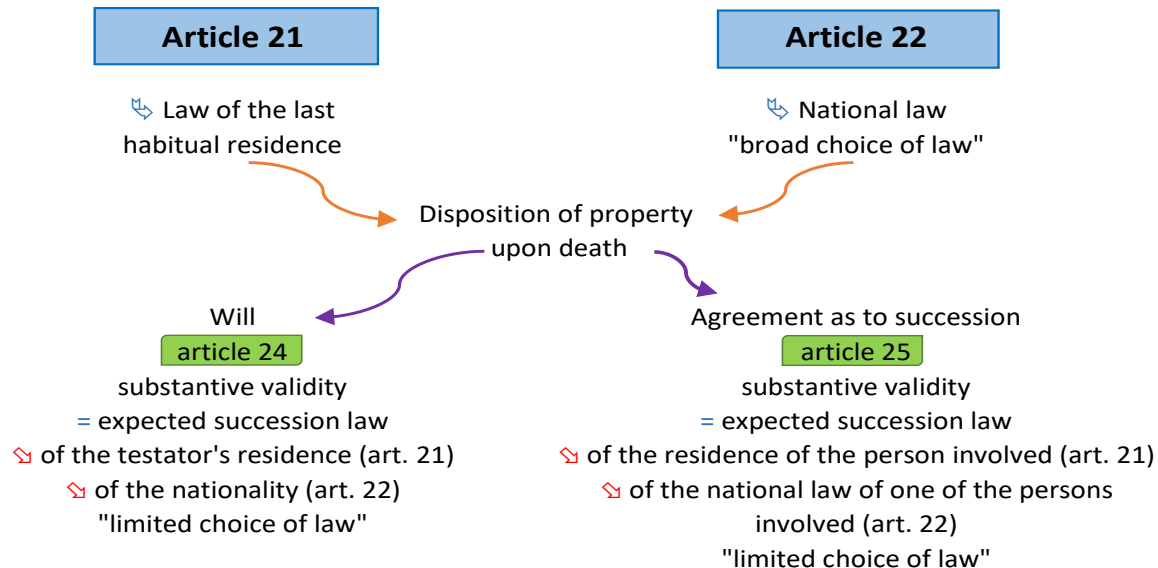 Article 21
Article 22
Law of the last
habitual residence
National law
"broad choice of law"
Disposition of property
upon death
Will
article 24
substantive validity
= expected succession law
of the testator's residence (art. 21)
of the nationality (art. 22)
"limited choice of law"
Agreement as to succession
article 25
substantive validity
= expected succession law
of the residence of the person involved (art. 21)
of the national law of one of the persons
involved (art. 22)
"limited choice of law"